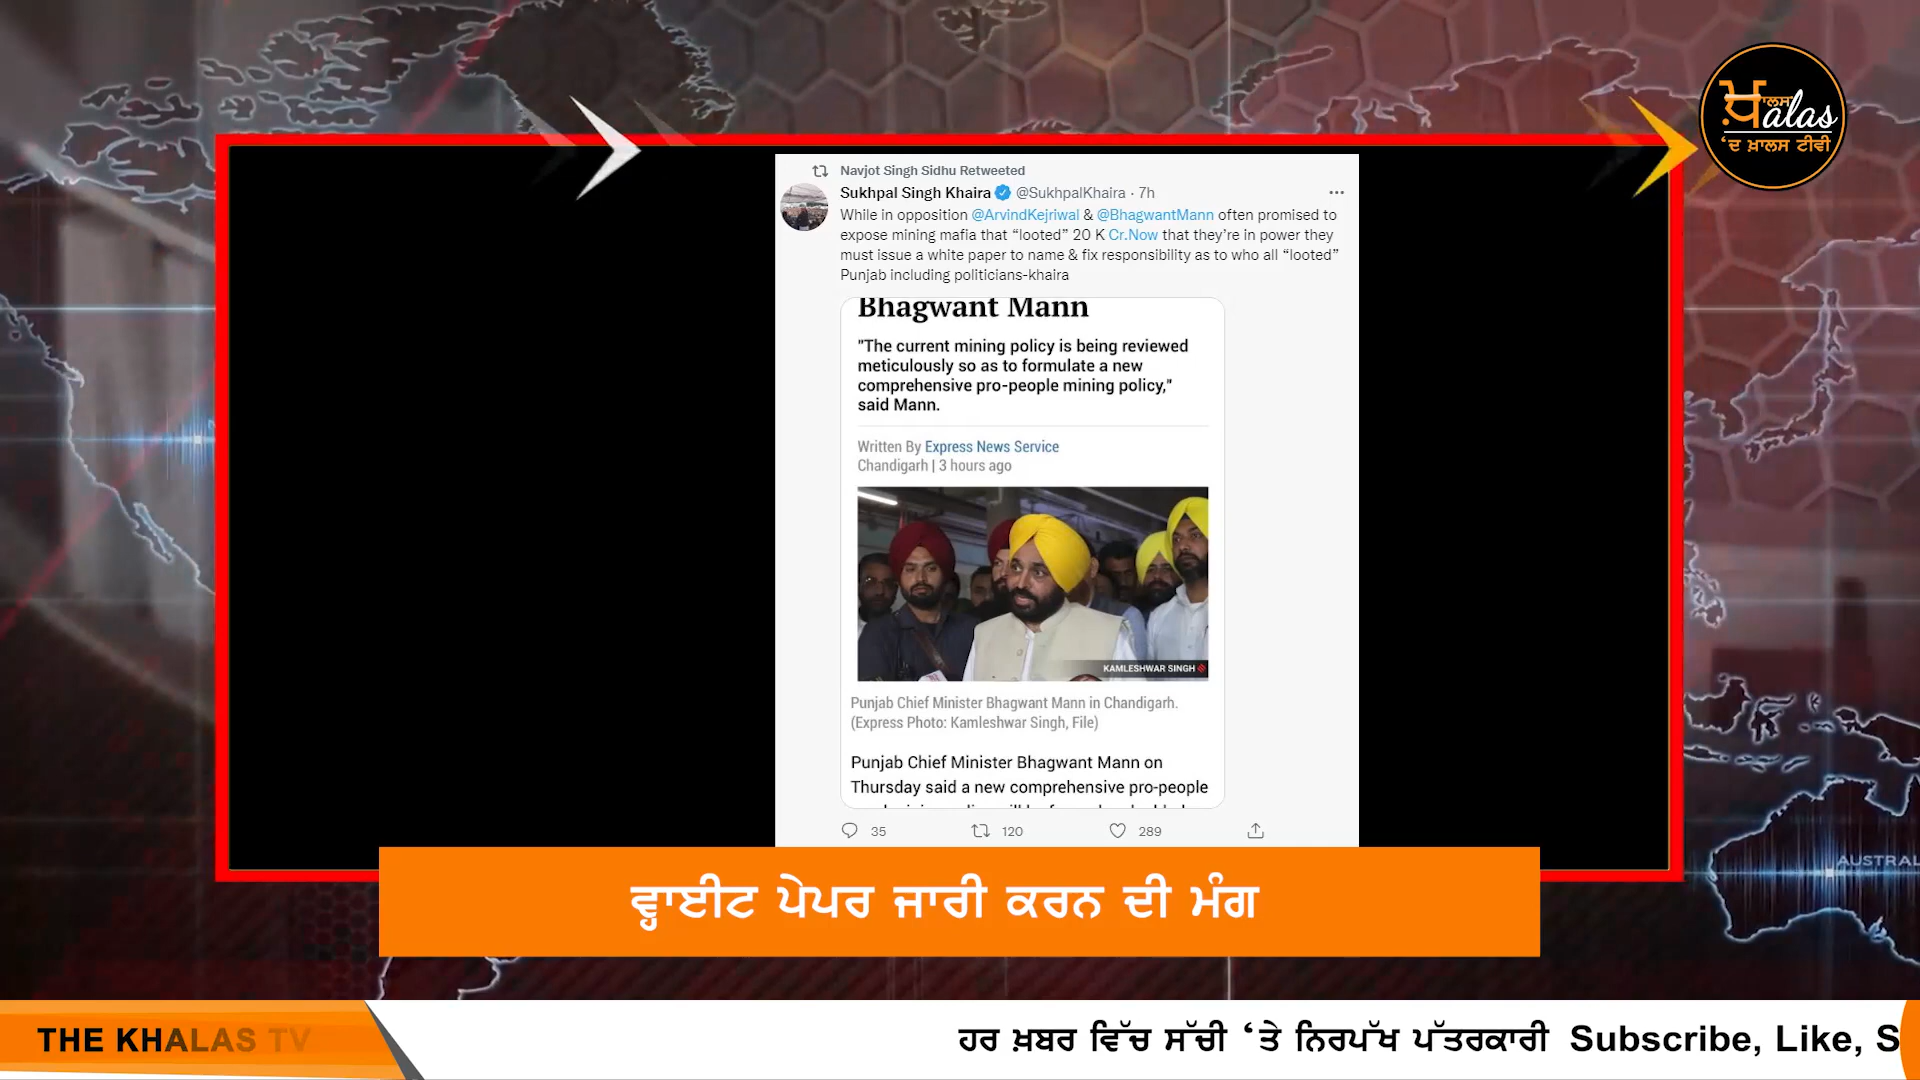 ਖ਼ਾਲਸ
alas
‘ਦ ਖ਼ਾਲਸ ਟੀਵੀ
Navjot Singh Sidhu Retweeted
Sukhpal Singh Khaira @SukhpalKhaira · 7h
While in opposition @ArvindKejriwal & @BhagwantMann often promised to
expose mining mafia that “looted” 20 K Cr.Now that they’re in power they
must issue a white paper to name & fix responsibility as to who all “looted”
Punjab including politicians-khaira
Bhagwant Mann
"The current mining policy is being reviewed
meticulously so as to formulate a new
comprehensive pro-people mining policy,"
said Mann.
Written By Express News Service
Chandigarh | 3 hours ago
KAMLESHWAR SINGH
Punjab Chief Minister Bhagwant Mann in Chandigarh.
(Express Photo: Kamleshwar Singh, File)
Punjab Chief Minister Bhagwant Mann on
Thursday said a new comprehensive pro-people
35 120 289
ਵ੍ਹਾਈਟ ਪੇਪਰ ਜਾਰੀ ਕਰਨ ਦੀ ਮੰਗ
AUSTRAL
THE KHALAS TV
ਹਰ ਖ਼ਬਰ ਵਿੱਚ ਸੱਚੀ ‘ਤੇ ਨਿਰਪੱਖ ਪੱਤਰਕਾਰੀ Subscribe, Like, S